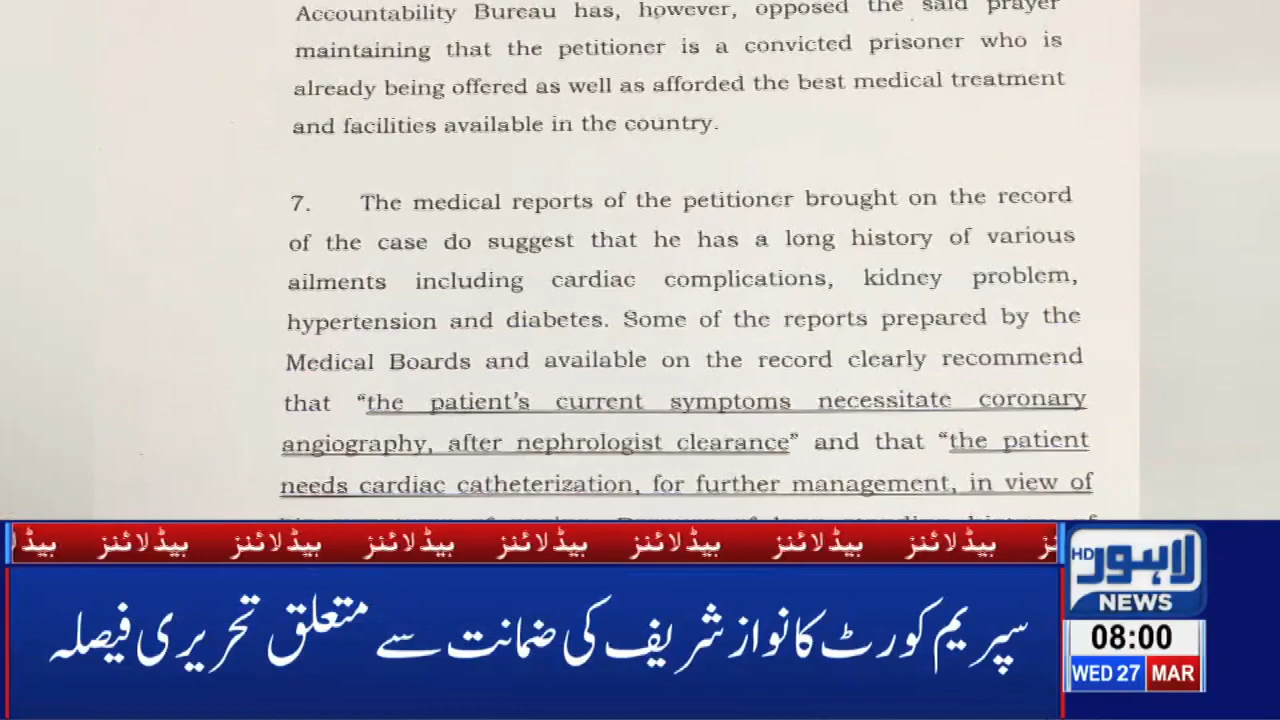 Accountability Bureau has, however, opposed the said prayer
maintaining that the petitioner is a convicted prisoner who is
already being offered as well as afforded the best medical treatment
and facilities available in the country.
7. The medical reports of the petitioner brought on the record
of the case do suggest that he has a long history of various
ailments including cardiac complications, kidney problem,
hypertension and diabetes. Some of the reports prepared by the
Medical Boards and available on the record clearly recommend
that “the patient’s current symptoms necessitate coronary
angiography, after nephrologist clearance” and that “the patient
needs cardiac catheterization, for further management, in view of
ہیڈلائنز ہیڈلائنز ہیڈلائنز ہیڈلائنز ہیڈلائنز ہیڈلائنز ہیڈلائنز
سپریم کورٹ کا نواز شریف کی ضمانت سے متعلق تحریری فیصلہ
HD لاہور
NEWS
08:00
WED 27 MAR